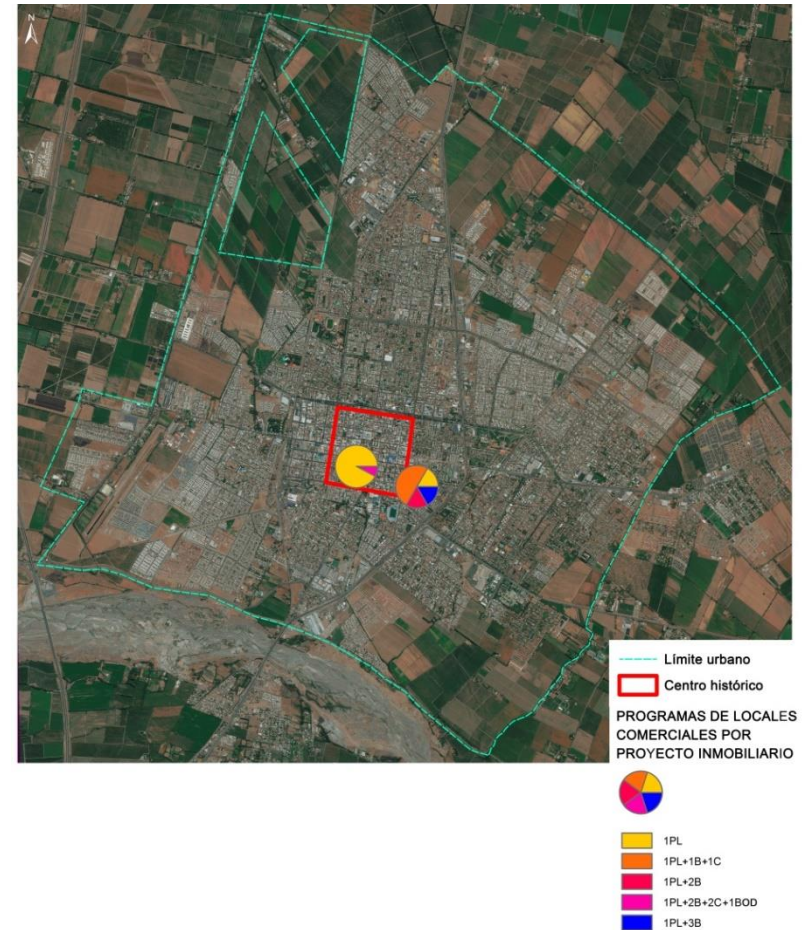 N
Límite urbano
Centro histórico
PROGRAMAS DE LOCALES
COMERCIALES POR
PROYECTO INMOBILIARIO
1PL
1PL+1B+1C
1PL+2B
1PL+2B+2C+1BOD
1PL+3B